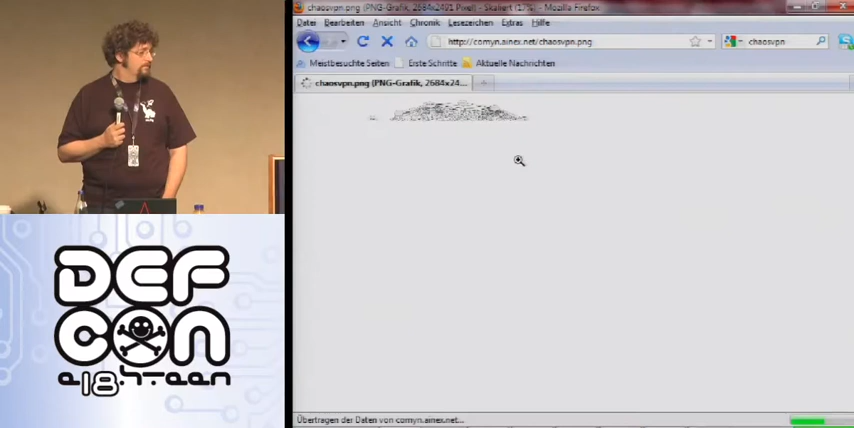 chaosvpn.png (PNG-Grafik, 2684x2491 Pixel) - Skaliert (17%) - Mozilla Firefox
Datei Bearbeiten Ansicht Chronik Lesezeichen Extras Hilfe
http://comyn.ainex.net/chaosvpn.png
chaosvpn
Meistbesuchte Seiten Erste Schritte Aktuelle Nachrichten
chaosvpn.png (PNG-Grafik, 2684x24...
Übertragen der Daten von comyn.ainex.net...
DEF
CON
e18hteen